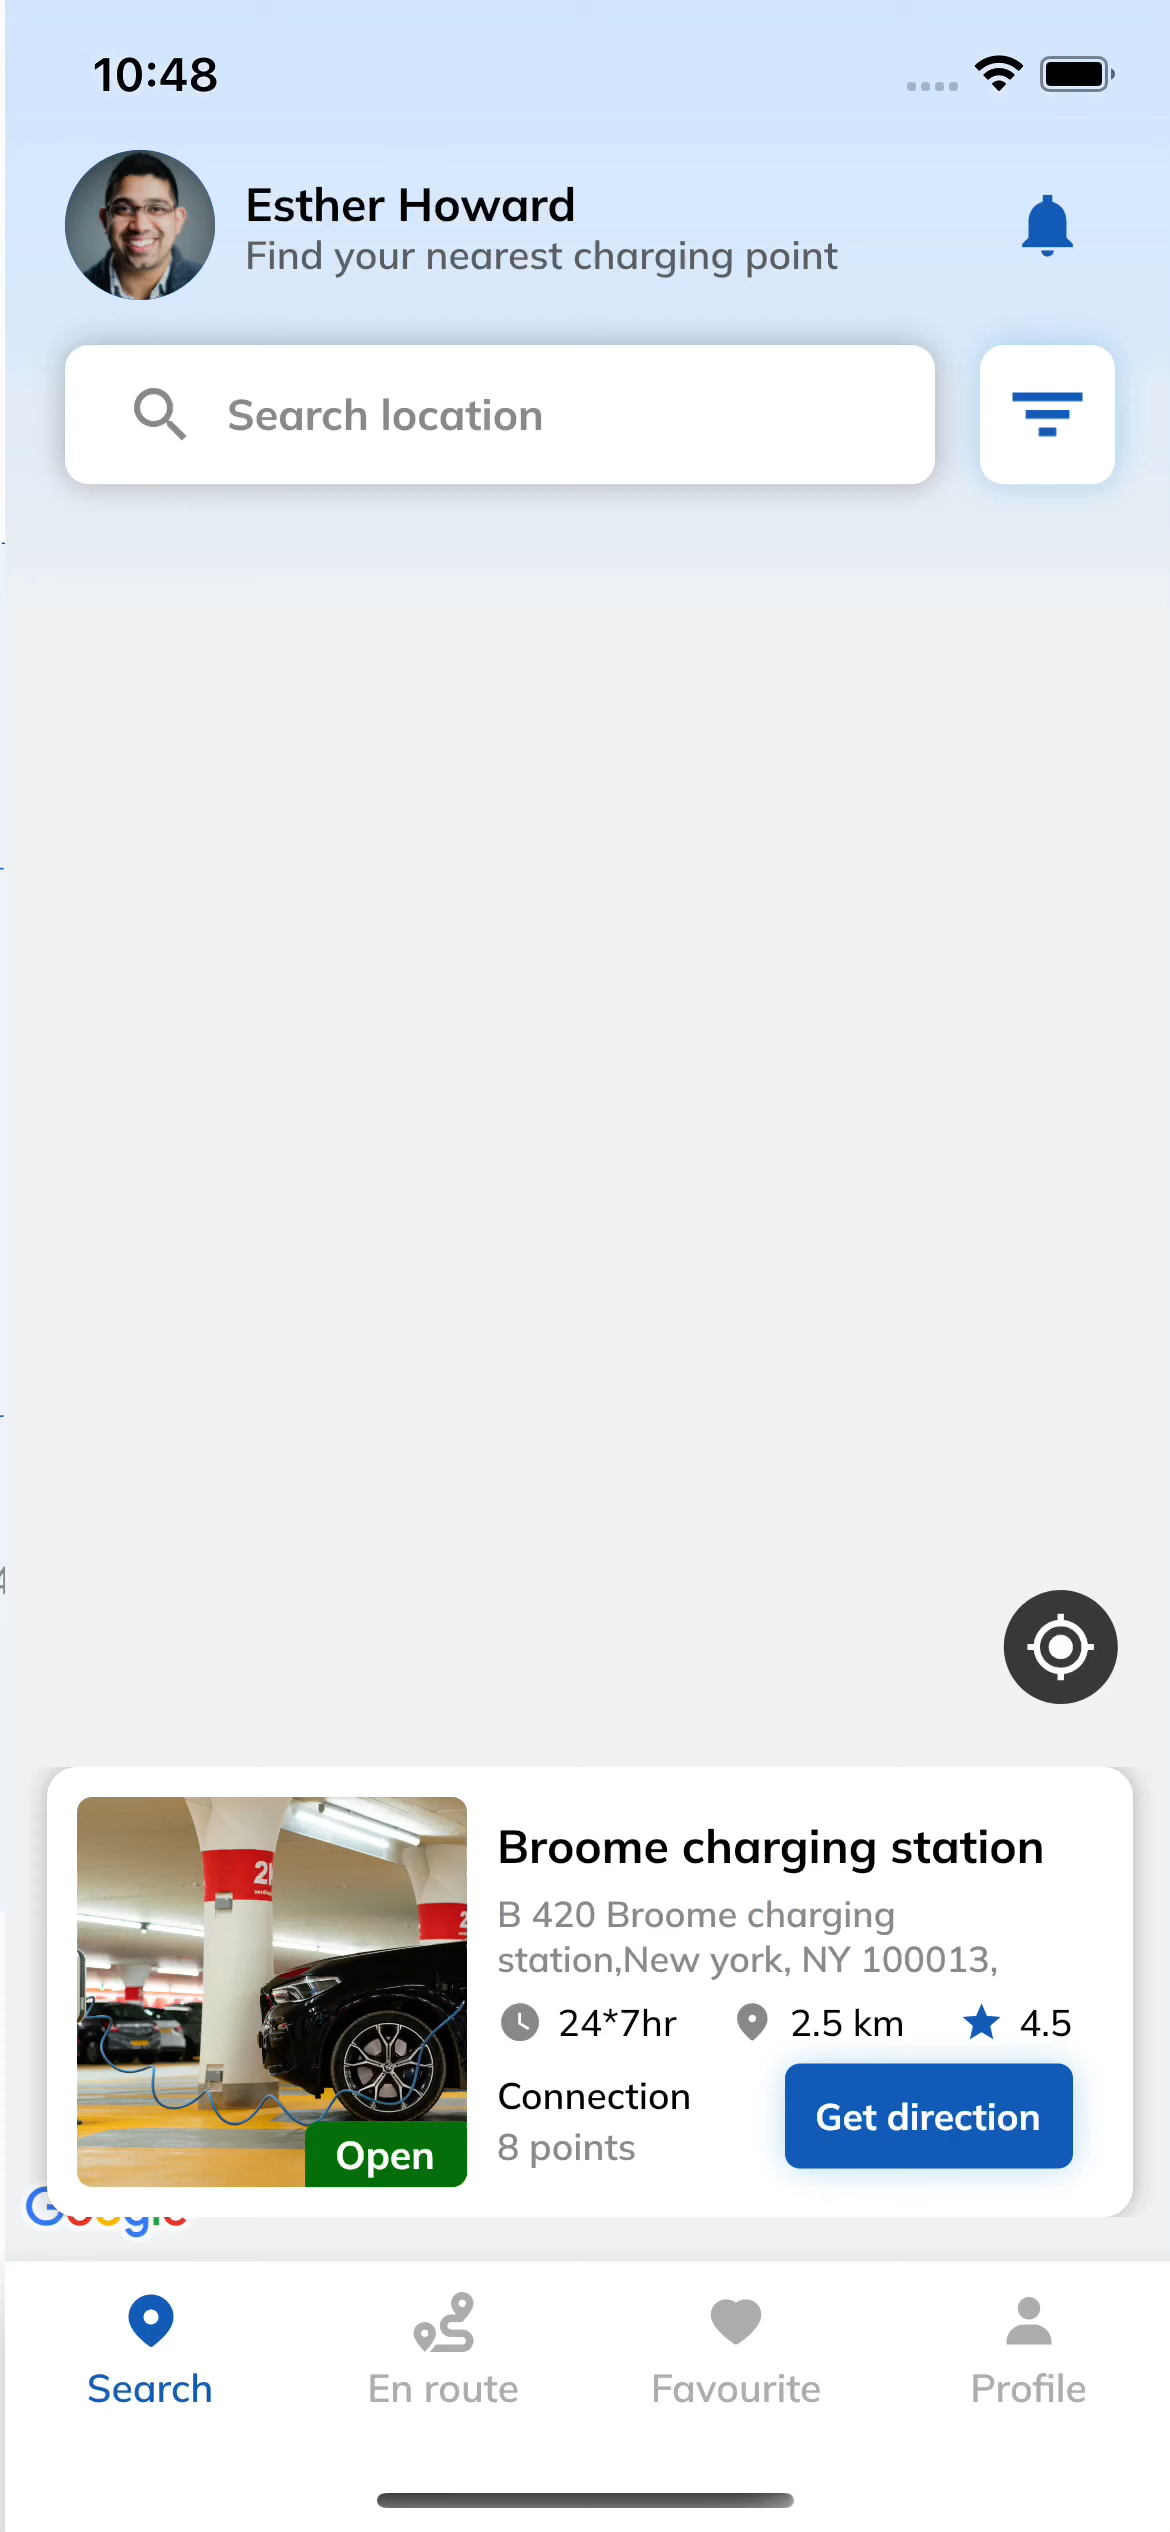 10:48
Esther Howard
Find your nearest charging point
Search location
Broome charging station
B 420 Broome charging
station,New york, NY 100013,
24*7hr
2.5 km
4.5
Connection
8 points
Get direction
Open
Google
Search
En route
Favourite
Profile